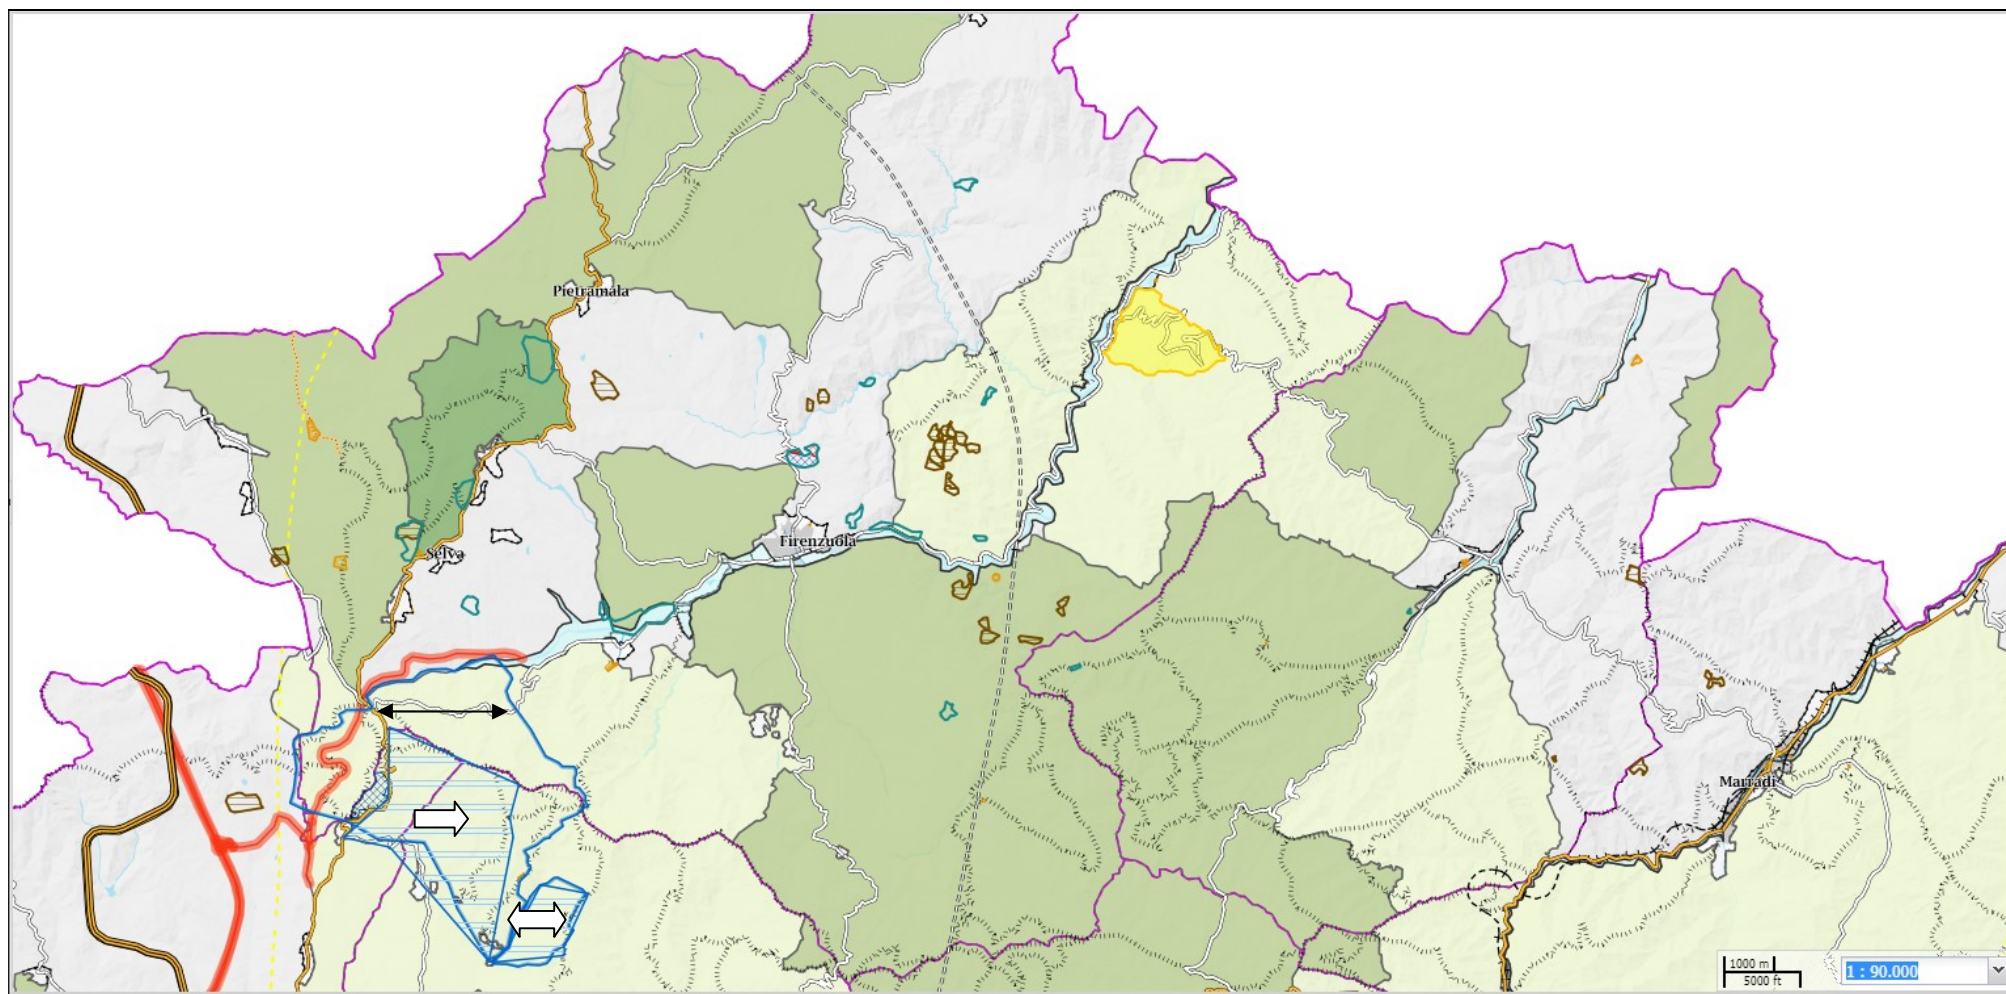 Pietramala
Selva
Firenzuola
Marradi
1000 m
5000 ft
1 : 90.000